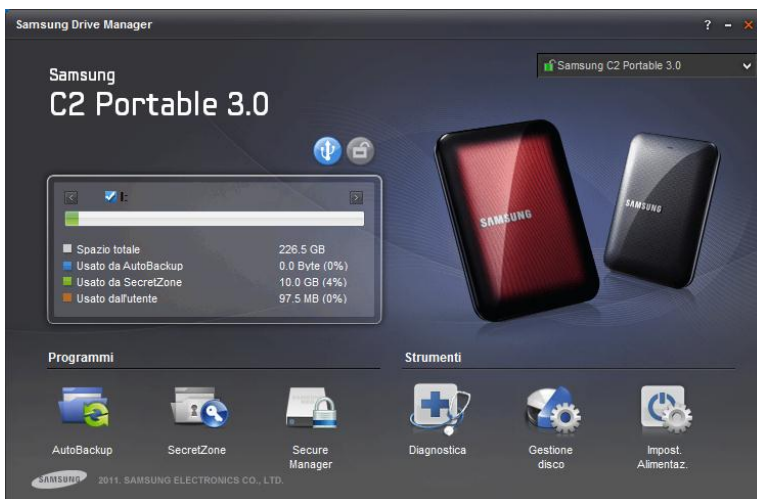 Samsung Drive Manager
? -
Samsung C2 Portable 3.0
Samsung
C2 Portable 3.0
I:
Spazio totale 226.5 GB
Usato da AutoBackup 0.0 Byte (0%)
Usato da SecretZone 10.0 GB (4%)
Usato dall'utente 97.5 MB (0%)
SAMSUNG
SAMSUNG
Programmi
Strumenti
AutoBackup
SecretZone
Secure
Manager
Diagnostica
Gestione
disco
Impost.
Alimentaz.
SAMSUNG 2011. SAMSUNG ELECTRONICS CO., LTD.